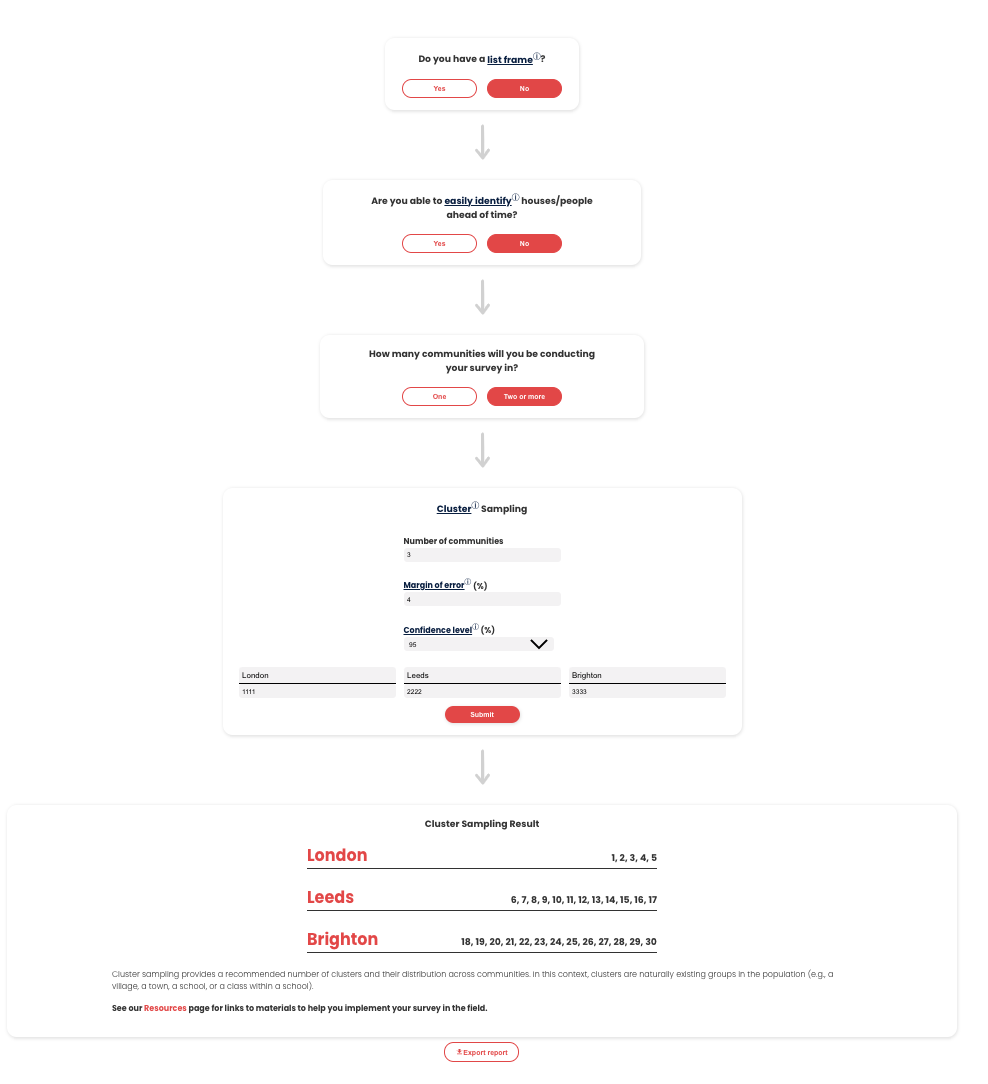 Do you have a list frameⓘ?
Yes No
Are you able to easily identifyⓘ houses/people
ahead of time?
Yes No
How many communities will you be conducting
your survey in?
One Two or more
Clusterⓘ Sampling
Number of communities
3
Margin of errorⓘ (%)
4
Confidence levelⓘ (%)
95
London Leeds Brighton
1111 2222 3333
Submit
Cluster Sampling Result
London 1, 2, 3, 4, 5
Leeds 6, 7, 8, 9, 10, 11, 12, 13, 14, 15, 16, 17
Brighton 18, 19, 20, 21, 22, 23, 24, 25, 26, 27, 28, 29, 30
Cluster sampling provides a recommended number of clusters and their distribution across communities. In this context, clusters are naturally existing groups in the population (e.g., a
village, a town, a school, or a class within a school).
See our Resources page for links to materials to help you implement your survey in the field.
Export report